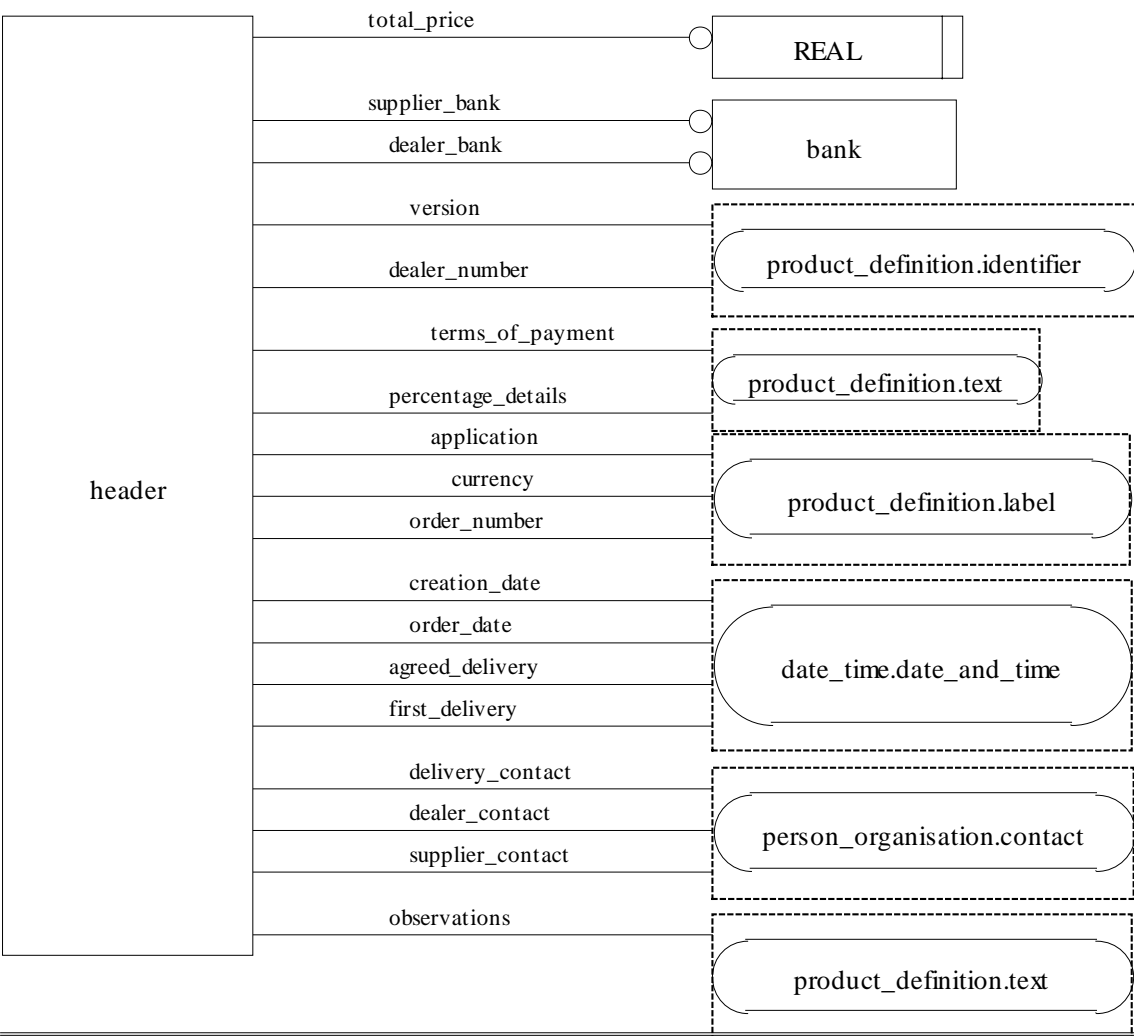 total_price
REAL
supplier_bank
dealer_bank
bank
version
dealer_number
product_definition.identifier
terms_of_payment
percentage_details
product_definition.text
application
currency
order_number
product_definition.label
header
creation_date
order_date
agreed_delivery
first_delivery
date_time.date_and_time
delivery_contact
dealer_contact
supplier_contact
person_organisation.contact
observations
product_definition.text